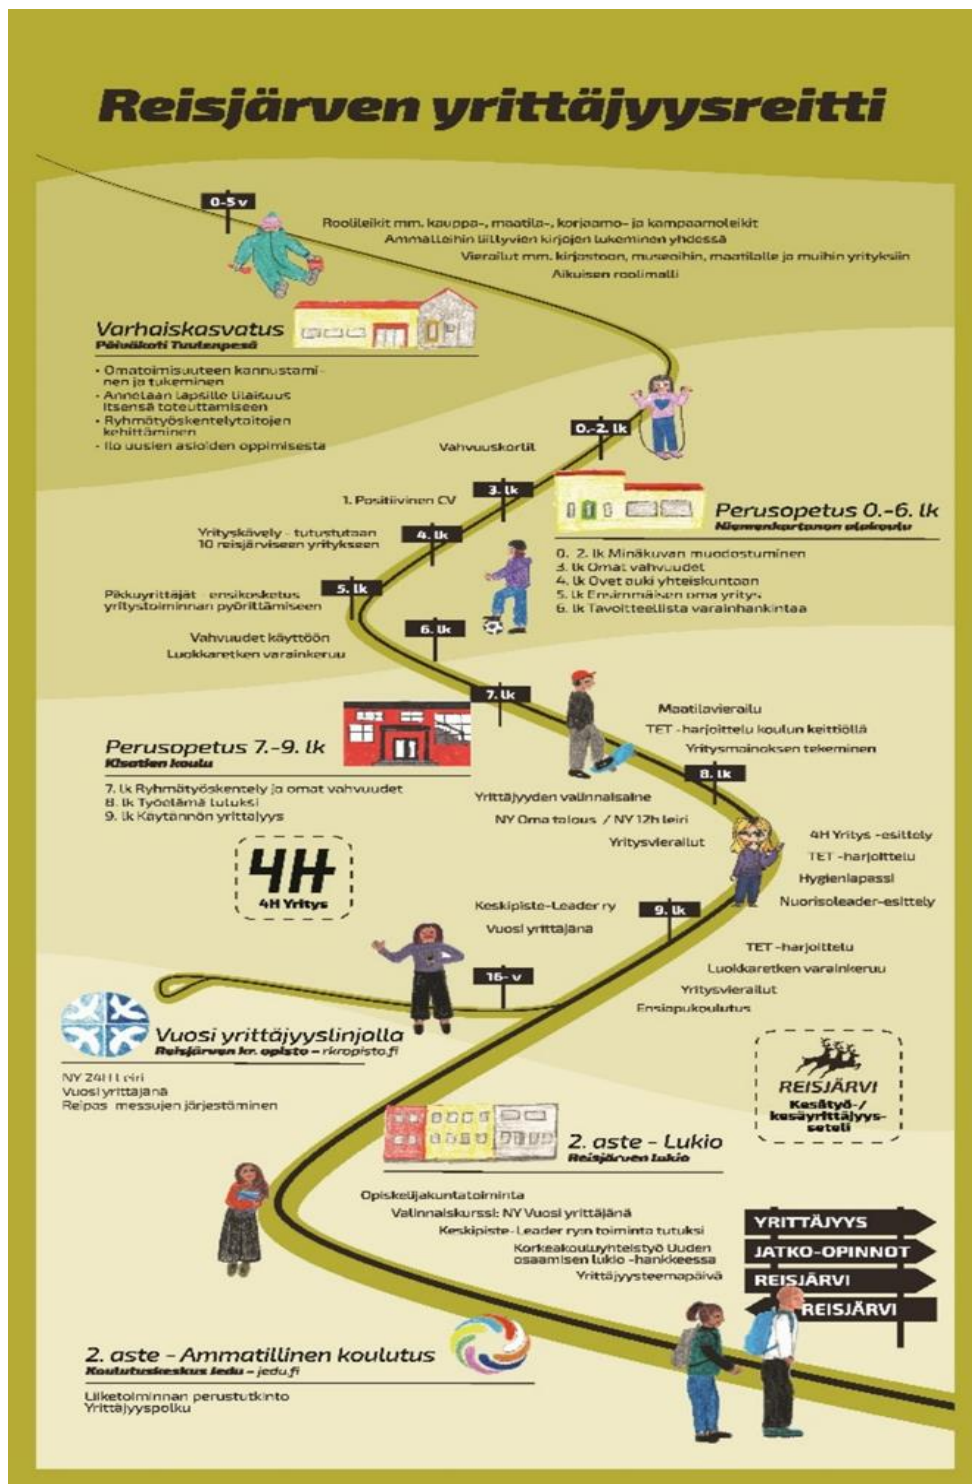 Reisjärven yrittäjyysreitti
0-5 v
Roolileikit mm. kauppa-, maatila-, korjaamo- ja kampaamoleikit
Ammatteihin liittyvien kirjojen lukeminen yhdessä
Vierailut mm. kirjastoon, museoihin, maatilalle ja muihin yrityksiin
Aikuisen roolimalli
Varhaiskasvatus
Päiväkoti Tuulenpesä
• Omatoimisuuteen kannustami-
nen ja tukeminen
• Annetaan lapsille tilaisuus
itsensä toteuttamiseen
• Ryhmätyöskentelytaitojen
kehittäminen
• Ilo uusien asioiden oppimisesta
0.-2. lk
Vahvuuskortit
3. lk
1. Positiivinen CV
Perusopetus 0.-6. lk
Niemenkartanon alakoulu
0. 2. lk Minäkuvan muodostuminen
3. lk Omat vahvuudet
4. lk Ovet auki yhteiskuntaan
5. lk Ensimmäisen oma yritys
6. lk Tavoitteellista varainhankintaa
Yrityskävely - tutustutaan
10 reisjärviseen yritykseen
4. lk
Pikkuyrittäjät - ensikosketus
yritystoiminnan pyörittämiseen
5. lk
6. lk
Vahvuudet käyttöön
Luokkaretken varainkeruu
7. lk
Perusopetus 7.-9. lk
Kisatien koulu
7. lk Ryhmätyöskentely ja omat vahvuudet
8. lk Työelämä tutuksi
9. lk Käytännön yrittäjyys
Maatilavierailu
TET -harjoittelu koulun keittiöllä
Yritysmainoksen tekeminen
8. lk
Yrittäjyyden valinnaisaine
NY Oma talous / NY 12h leiri
Yritysvierailut
4H Yritys -esittely
TET -harjoittelu
Hygieniapassi
Nuorisoleader-esittely
4H
4H Yritys
Keskipiste-Leader ry
Vuosi yrittäjänä
9. lk
TET -harjoittelu
Luokkaretken varainkeruu
Yritysvierailut
Ensiapukoulutus
16- v
Vuosi yrittäjyyslinjalla
Reisjärven kr. opisto – rkropisto.fi
NY 24H Leiri
Vuosi yrittäjänä
Reipas messujen järjestäminen
REISJÄRVI
Kesätyö-/
kesäyrittäjyys-
seteli
2. aste - Lukio
Reisjärven lukio
Opiskelijakuntatoiminta
Valinnaiskurssi: NY Vuosi yrittäjänä
Keskipiste-Leader ry:n toiminta tutuksi
Korkeakouluyhteistyö Uuden
osaamisen lukio -hankkeessa
Yrittäjyysteemapäivä
YRITTÄJYYS
JATKO-OPINNOT
REISJÄRVI
REISJÄRVI
2. aste - Ammatillinen koulutus
Koulutuskeskus Jedu – jedu.fi
Liiketoiminnan perustutkinto
Yrittäjyyspolku